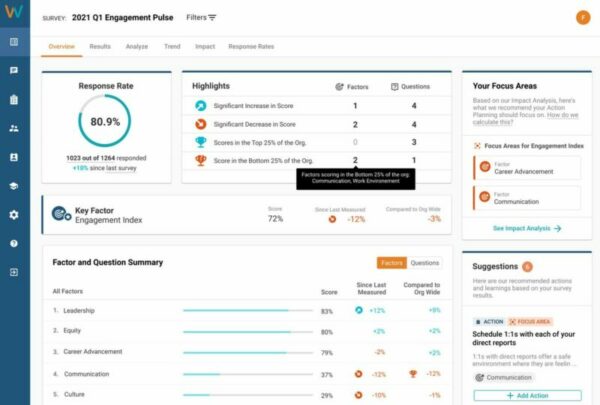 W
SURVEY: 2021 Q1 Engagement Pulse Filters
F
Overview Results Analyze Trend Impact Response Rates
Response Rate
80.9%
1023 out of 1264 responded
+18% since last survey
Highlights Factors Questions
Significant Increase in Score 1 4
Significant Decrease in Score 2 4
Scores in the Top 25% of the Org. 0 3
Score in the Bottom 25% of the Org. 2 1
Factors scoring in the Bottom 25% of the org:
Communication, Work Environement
Your Focus Areas
Based on our Impact Analysis, here's
what we recommend your Action
Planning should focus on. How do we
calculate this?
Focus Areas for Engagement Index
Factor
Career Advancement
Factor
Communication
See Impact Analysis
Key Factor
Engagement Index
Score
72%
Since Last Measured
-12%
Compared to Org Wide
-3%
Factor and Question Summary
Factors Questions
All Factors Score Since Last
Measured Compared to
Org Wide
1. Leadership 83% +12% +9%
2. Equity 80% +2% +2%
3. Career Advancement 79% -2% +2%
4. Communication 37% -12% -12%
5. Culture 29% -10% -1%
Suggestions 6
Here are our recommended actions
and learnings based on your survey
results.
ACTION FOCUS AREA
Schedule 1:1s with each of your
direct reports
1:1s with direct reports offer a safe
environment where they are feelin ...
Communication
+ Add Action